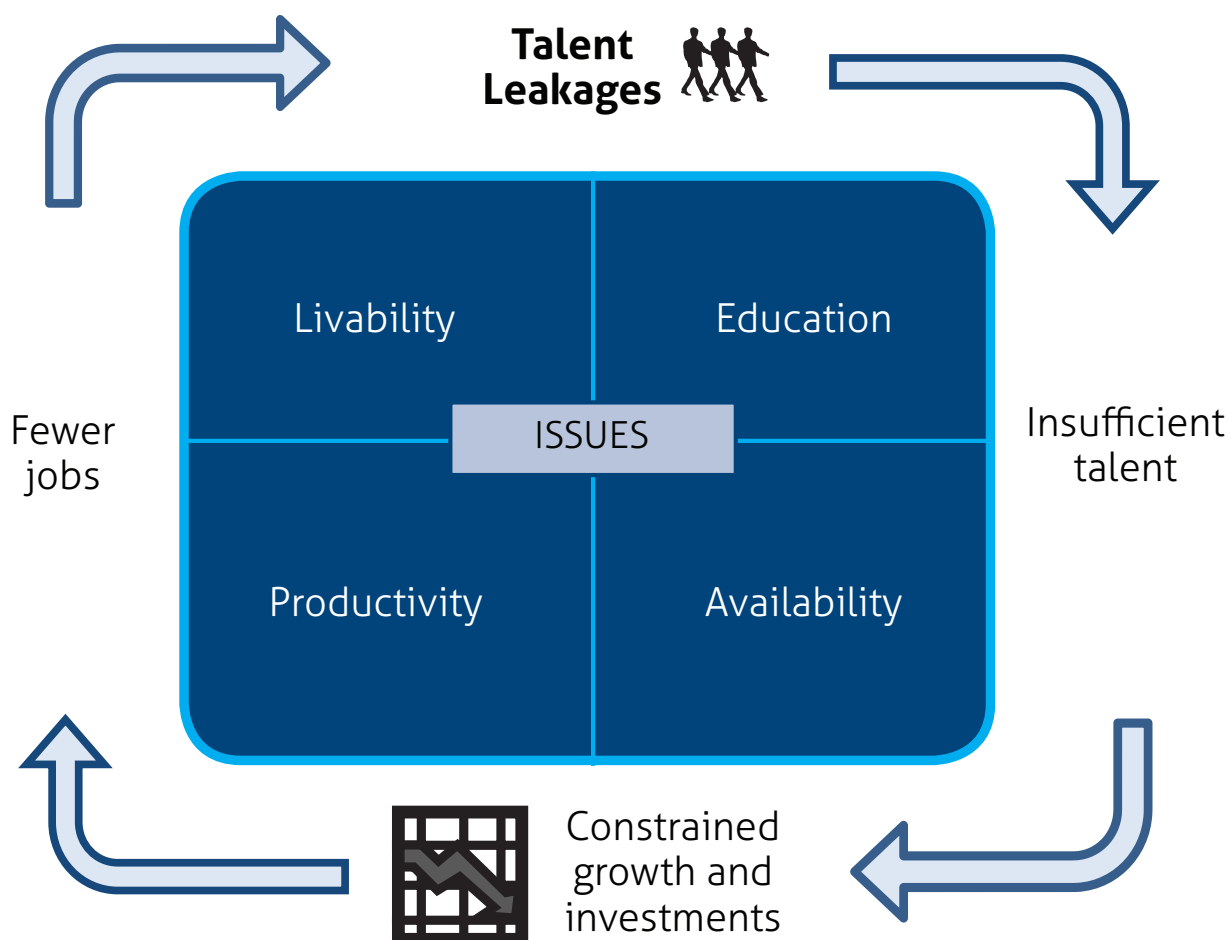 Talent
Leakages
Livability
Education
Fewer
jobs
ISSUES
Insufficient
talent
Productivity
Availability
Constrained
growth and
investments